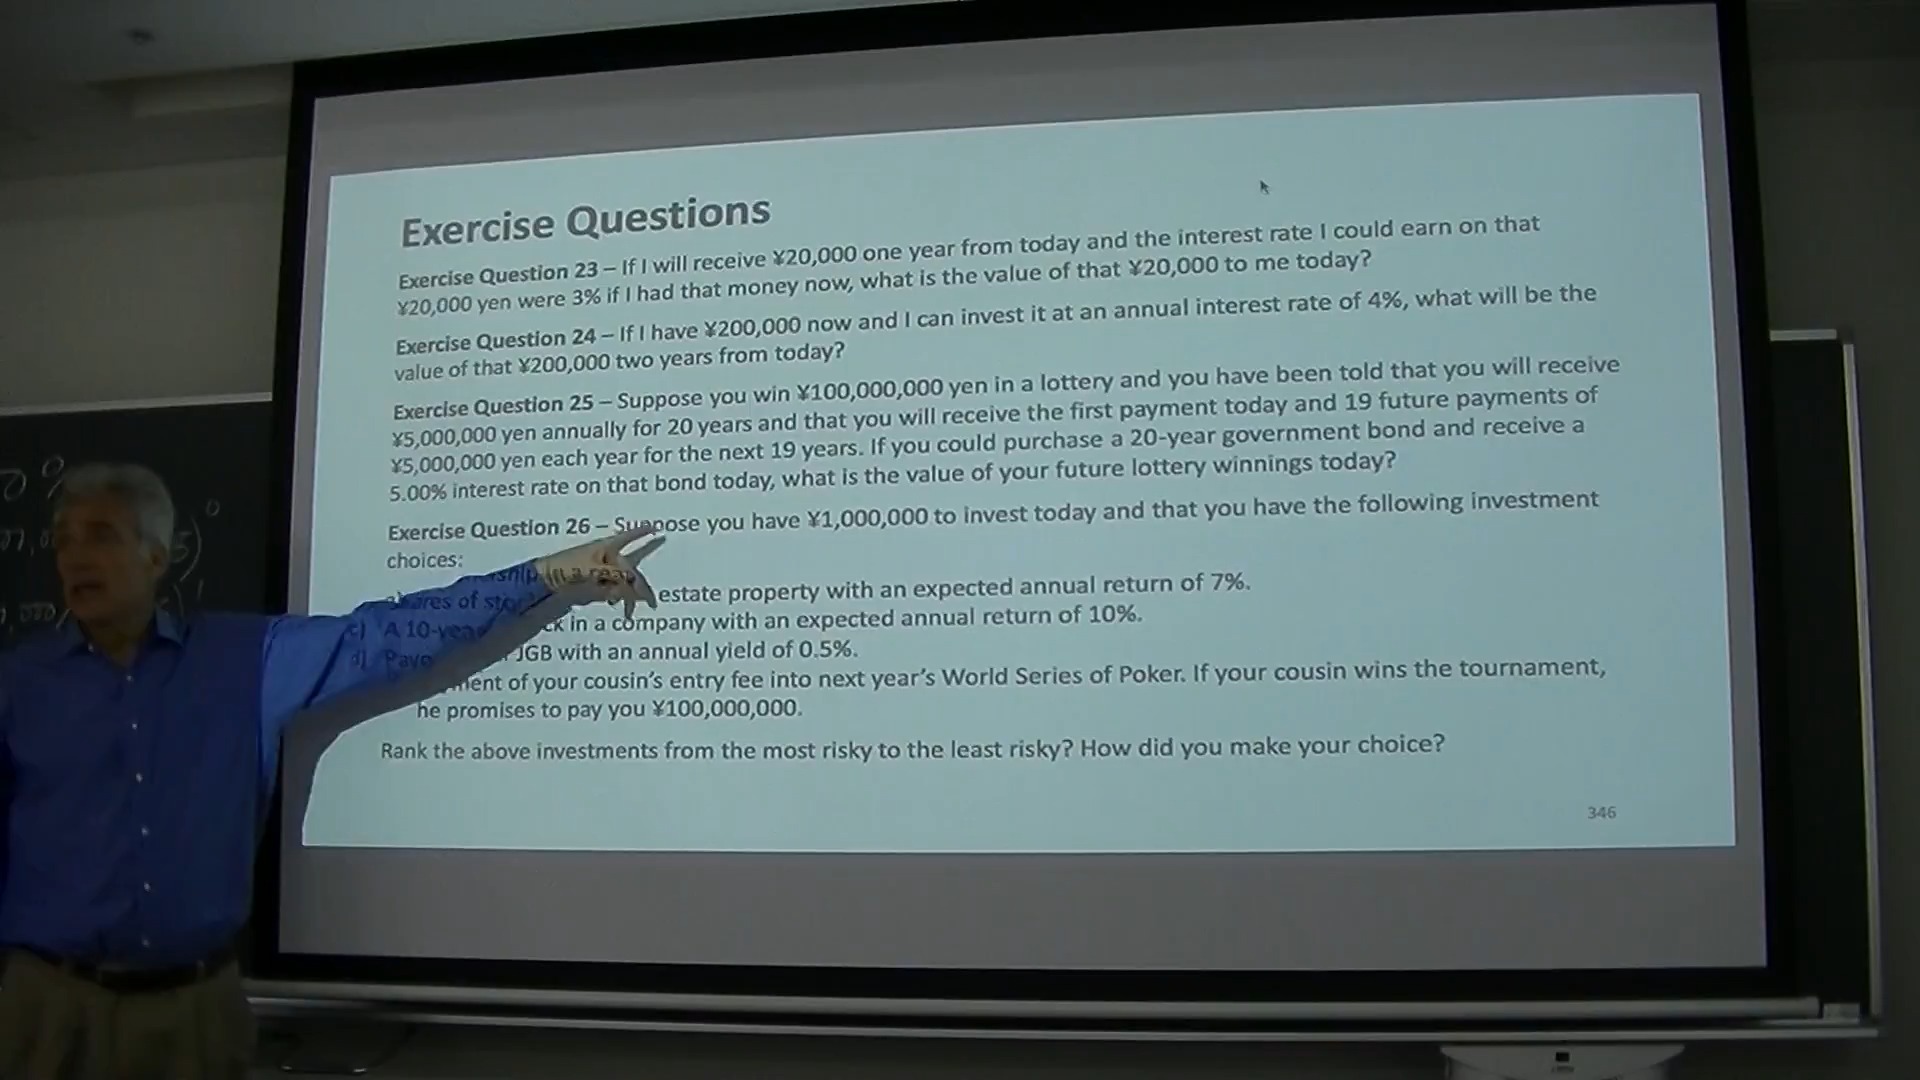 Exercise Questions
Exercise Question 23 – If I will receive ¥20,000 one year from today and the interest rate I could earn on that
¥20,000 yen were 3% if I had that money now, what is the value of that ¥20,000 to me today?
Exercise Question 24 – If I have ¥200,000 now and I can invest it at an annual interest rate of 4%, what will be the
value of that ¥200,000 two years from today?
Exercise Question 25 – Suppose you win ¥100,000,000 yen in a lottery and you have been told that you will receive
¥5,000,000 yen annually for 20 years and that you will receive the first payment today and 19 future payments of
¥5,000,000 yen each year for the next 19 years. If you could purchase a 20-year government bond and receive a
5.00% interest rate on that bond today, what is the value of your future lottery winnings today?
Exercise Question 26 – Suppose you have ¥1,000,000 to invest today and that you have the following investment
choices:
estate property with an expected annual return of 7%.
shares of in a company with an expected annual return of 10%.
c) A 10-year JGB with an annual yield of 0.5%.
d) of your cousin's entry fee into next year's World Series of Poker. If your cousin wins the tournament,
he promises to pay you ¥100,000,000.
Rank the above investments from the most risky to the least risky? How did you make your choice?
346